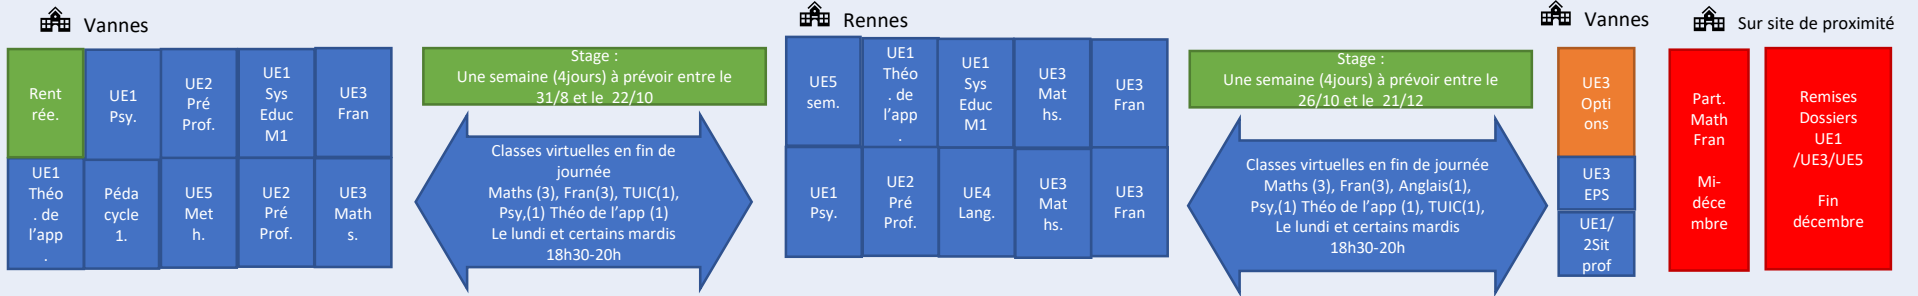 Vannes
Rent
rée.
UE1
Psy.
UE2
Pré
Prof.
UE1
Sys
Educ
M1
UE3
Fran
UE1
Théo
. de
l'app
.
Péda
cycle
1.
UE5
Met
h.
UE2
Pré
Prof.
UE3
Math
s.
Stage :
Une semaine (4jours) à prévoir entre le
31/8 et le 22/10
Classes virtuelles en fin de
journée
Maths (3), Fran(3), TUIC(1),
Psy,(1) Théo de l'app (1)
Le lundi et certains mardis
18h30-20h
Rennes
UE5
sem.
UE1
Théo
. de
l'app
.
UE1
Sys
Educ
M1
UE3
Mat
hs.
UE3
Fran
UE1
Psy.
UE2
Pré
Prof.
UE4
Lang.
UE3
Mat
hs.
UE3
Fran
Stage :
Une semaine (4jours) à prévoir entre le
26/10 et le 21/12
Classes virtuelles en fin de journée
Maths (3), Fran(3), Anglais(1),
Psy,(1) Théo de l'app (1), TUIC(1),
Le lundi et certains mardis
18h30-20h
Vannes
UE3
Opti
ons
UE3
EPS
UE1/
2Sit
prof
Sur site de proximité
Part.
Math
Fran
Mi-
déce
mbre
Remises
Dossiers
UE1
/UE3/UE5
Fin
décembre